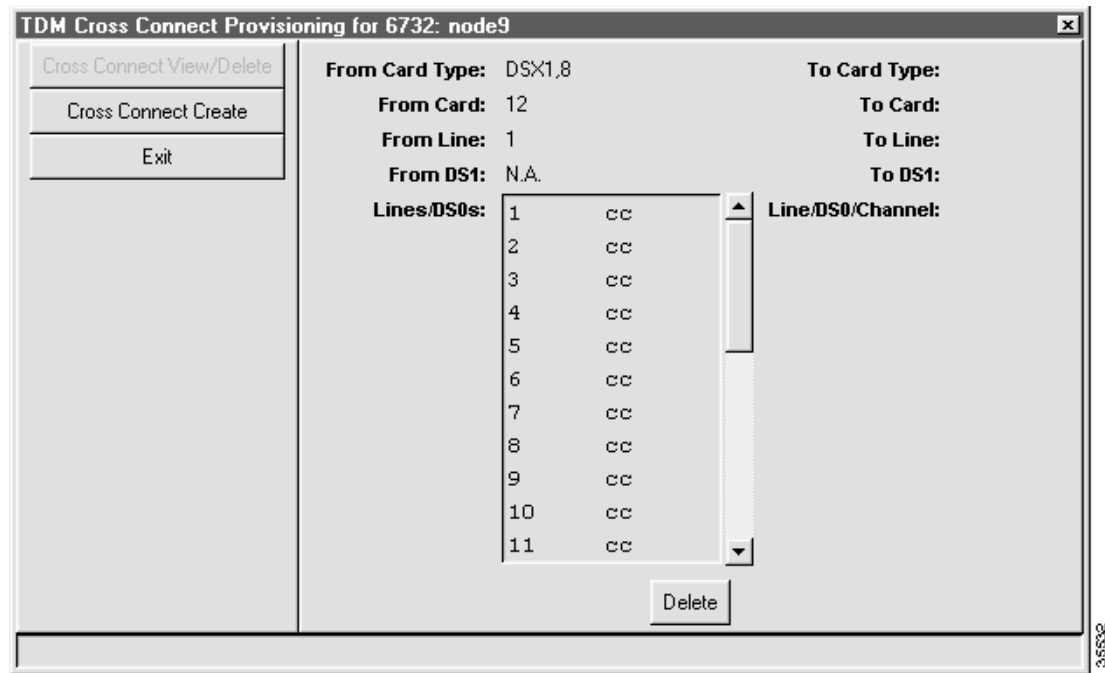 TDM Cross Connect Provisioning for 6732: node9
Cross Connect View/Delete
Cross Connect Create
Exit
From Card Type: DSX1,8 To Card Type:
From Card: 12 To Card:
From Line: 1 To Line:
From DS1: N.A. To DS1:
Lines/DS0s: Line/DS0/Channel:
1 cc
2 cc
3 cc
4 cc
5 cc
6 cc
7 cc
8 cc
9 cc
10 cc
11 cc
Delete